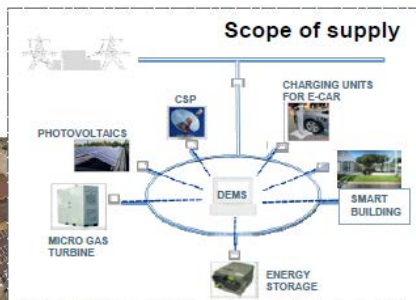 Scope of supply
CHARGING UNITS
FOR E-CAR
CSP
PHOTOVOLTAICS
DEMS
SMART
BUILDING
MICRO GAS
TURBINE
ENERGY
STORAGE